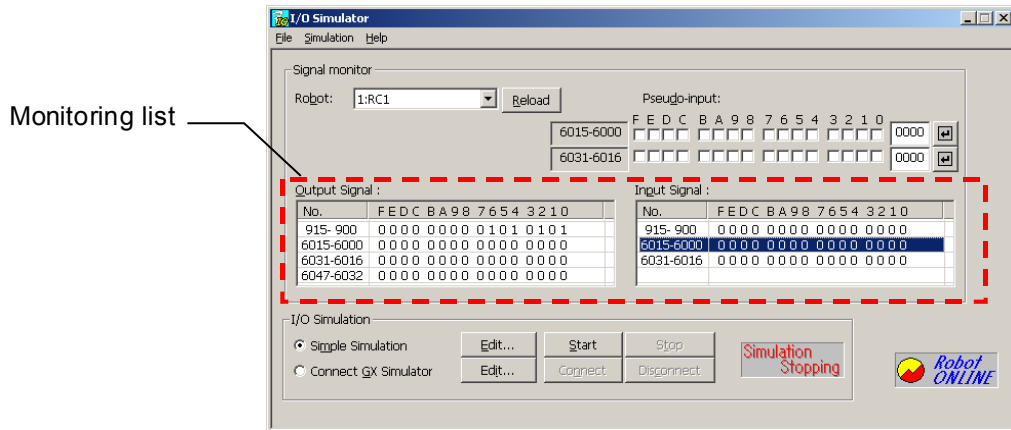 I/O Simulator
File Simulation Help
Signal monitor
Robot: 1:RC1 Reload Pseudo-input:
F E D C B A 9 8 7 6 5 4 3 2 1 0
6015-6000 0000
6031-6016 0000
Monitoring list
Output Signal : Input Signal :
No. F E D C B A 9 8 7 6 5 4 3 2 1 0 No. F E D C B A 9 8 7 6 5 4 3 2 1 0
915- 900 0 0 0 0 0 0 0 0 0 1 0 1 0 1 0 1 915- 900 0 0 0 0 0 0 0 0 0 0 0 0 0 0 0 0
6015-6000 0 0 0 0 0 0 0 0 0 0 0 0 0 0 0 0 6015-6000 0 0 0 0 0 0 0 0 0 0 0 0 0 0 0 0
6031-6016 0 0 0 0 0 0 0 0 0 0 0 0 0 0 0 0 6031-6016 0 0 0 0 0 0 0 0 0 0 0 0 0 0 0 0
6047-6032 0 0 0 0 0 0 0 0 0 0 0 0 0 0 0 0
I/O Simulation
Simple Simulation Edit... Start Stop
Connect GX Simulator Edit... Connect Disconnect
Simulation
Stopping
Robot
ONLINE